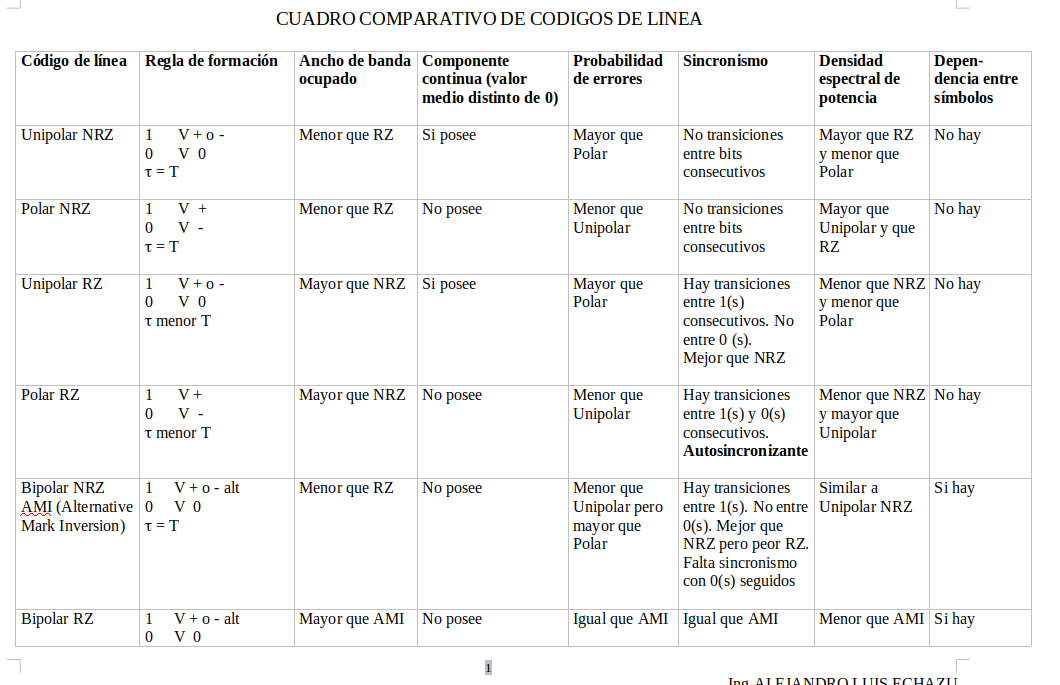 CUADRO COMPARATIVO DE CODIGOS DE LINEA
Código de línea
Regla de formación
Ancho de banda
ocupado
Componente
continua (valor
medio distinto de 0)
Probabilidad
de errores
Sincronismo
Densidad
espectral de
potencia
Depen-
dencia entre
símbolos
Unipolar NRZ
1 V + o -
0 V 0
τ = T
Menor que RZ
Si posee
Mayor que
Polar
No transiciones
entre bits
consecutivos
Mayor que RZ
y menor que
Polar
No hay
Polar NRZ
1 V +
0 V -
τ = T
Menor que RZ
No posee
Menor que
Unipolar
No transiciones
entre bits
consecutivos
Mayor que
Unipolar y que
RZ
No hay
Unipolar RZ
1 V + o -
0 V 0
τ menor T
Mayor que NRZ
Si posee
Mayor que
Polar
Hay transiciones
entre 1(s)
consecutivos. No
entre 0 (s).
Mejor que NRZ
Menor que NRZ
y menor que
Polar
No hay
Polar RZ
1 V +
0 V -
τ menor T
Mayor que NRZ
No posee
Menor que
Unipolar
Hay transiciones
entre 1(s) y 0(s)
consecutivos.
Autosincronizante
Menor que NRZ
y mayor que
Unipolar
No hay
Bipolar NRZ
AMI (Alternative
Mark Inversion)
1 V + o - alt
0 V 0
τ = T
Menor que RZ
No posee
Menor que
Unipolar pero
mayor que
Polar
Hay transiciones
entre 1(s). No entre
0(s). Mejor que
NRZ pero peor RZ.
Falta sincronismo
con 0(s) seguidos
Similar a
Unipolar NRZ
Si hay
Bipolar RZ
1 V + o - alt
0 V 0
Mayor que AMI
No posee
Igual que AMI
Igual que AMI
Menor que AMI
Si hay
1
Ing. ALEJANDRO LUIS ECHAZU